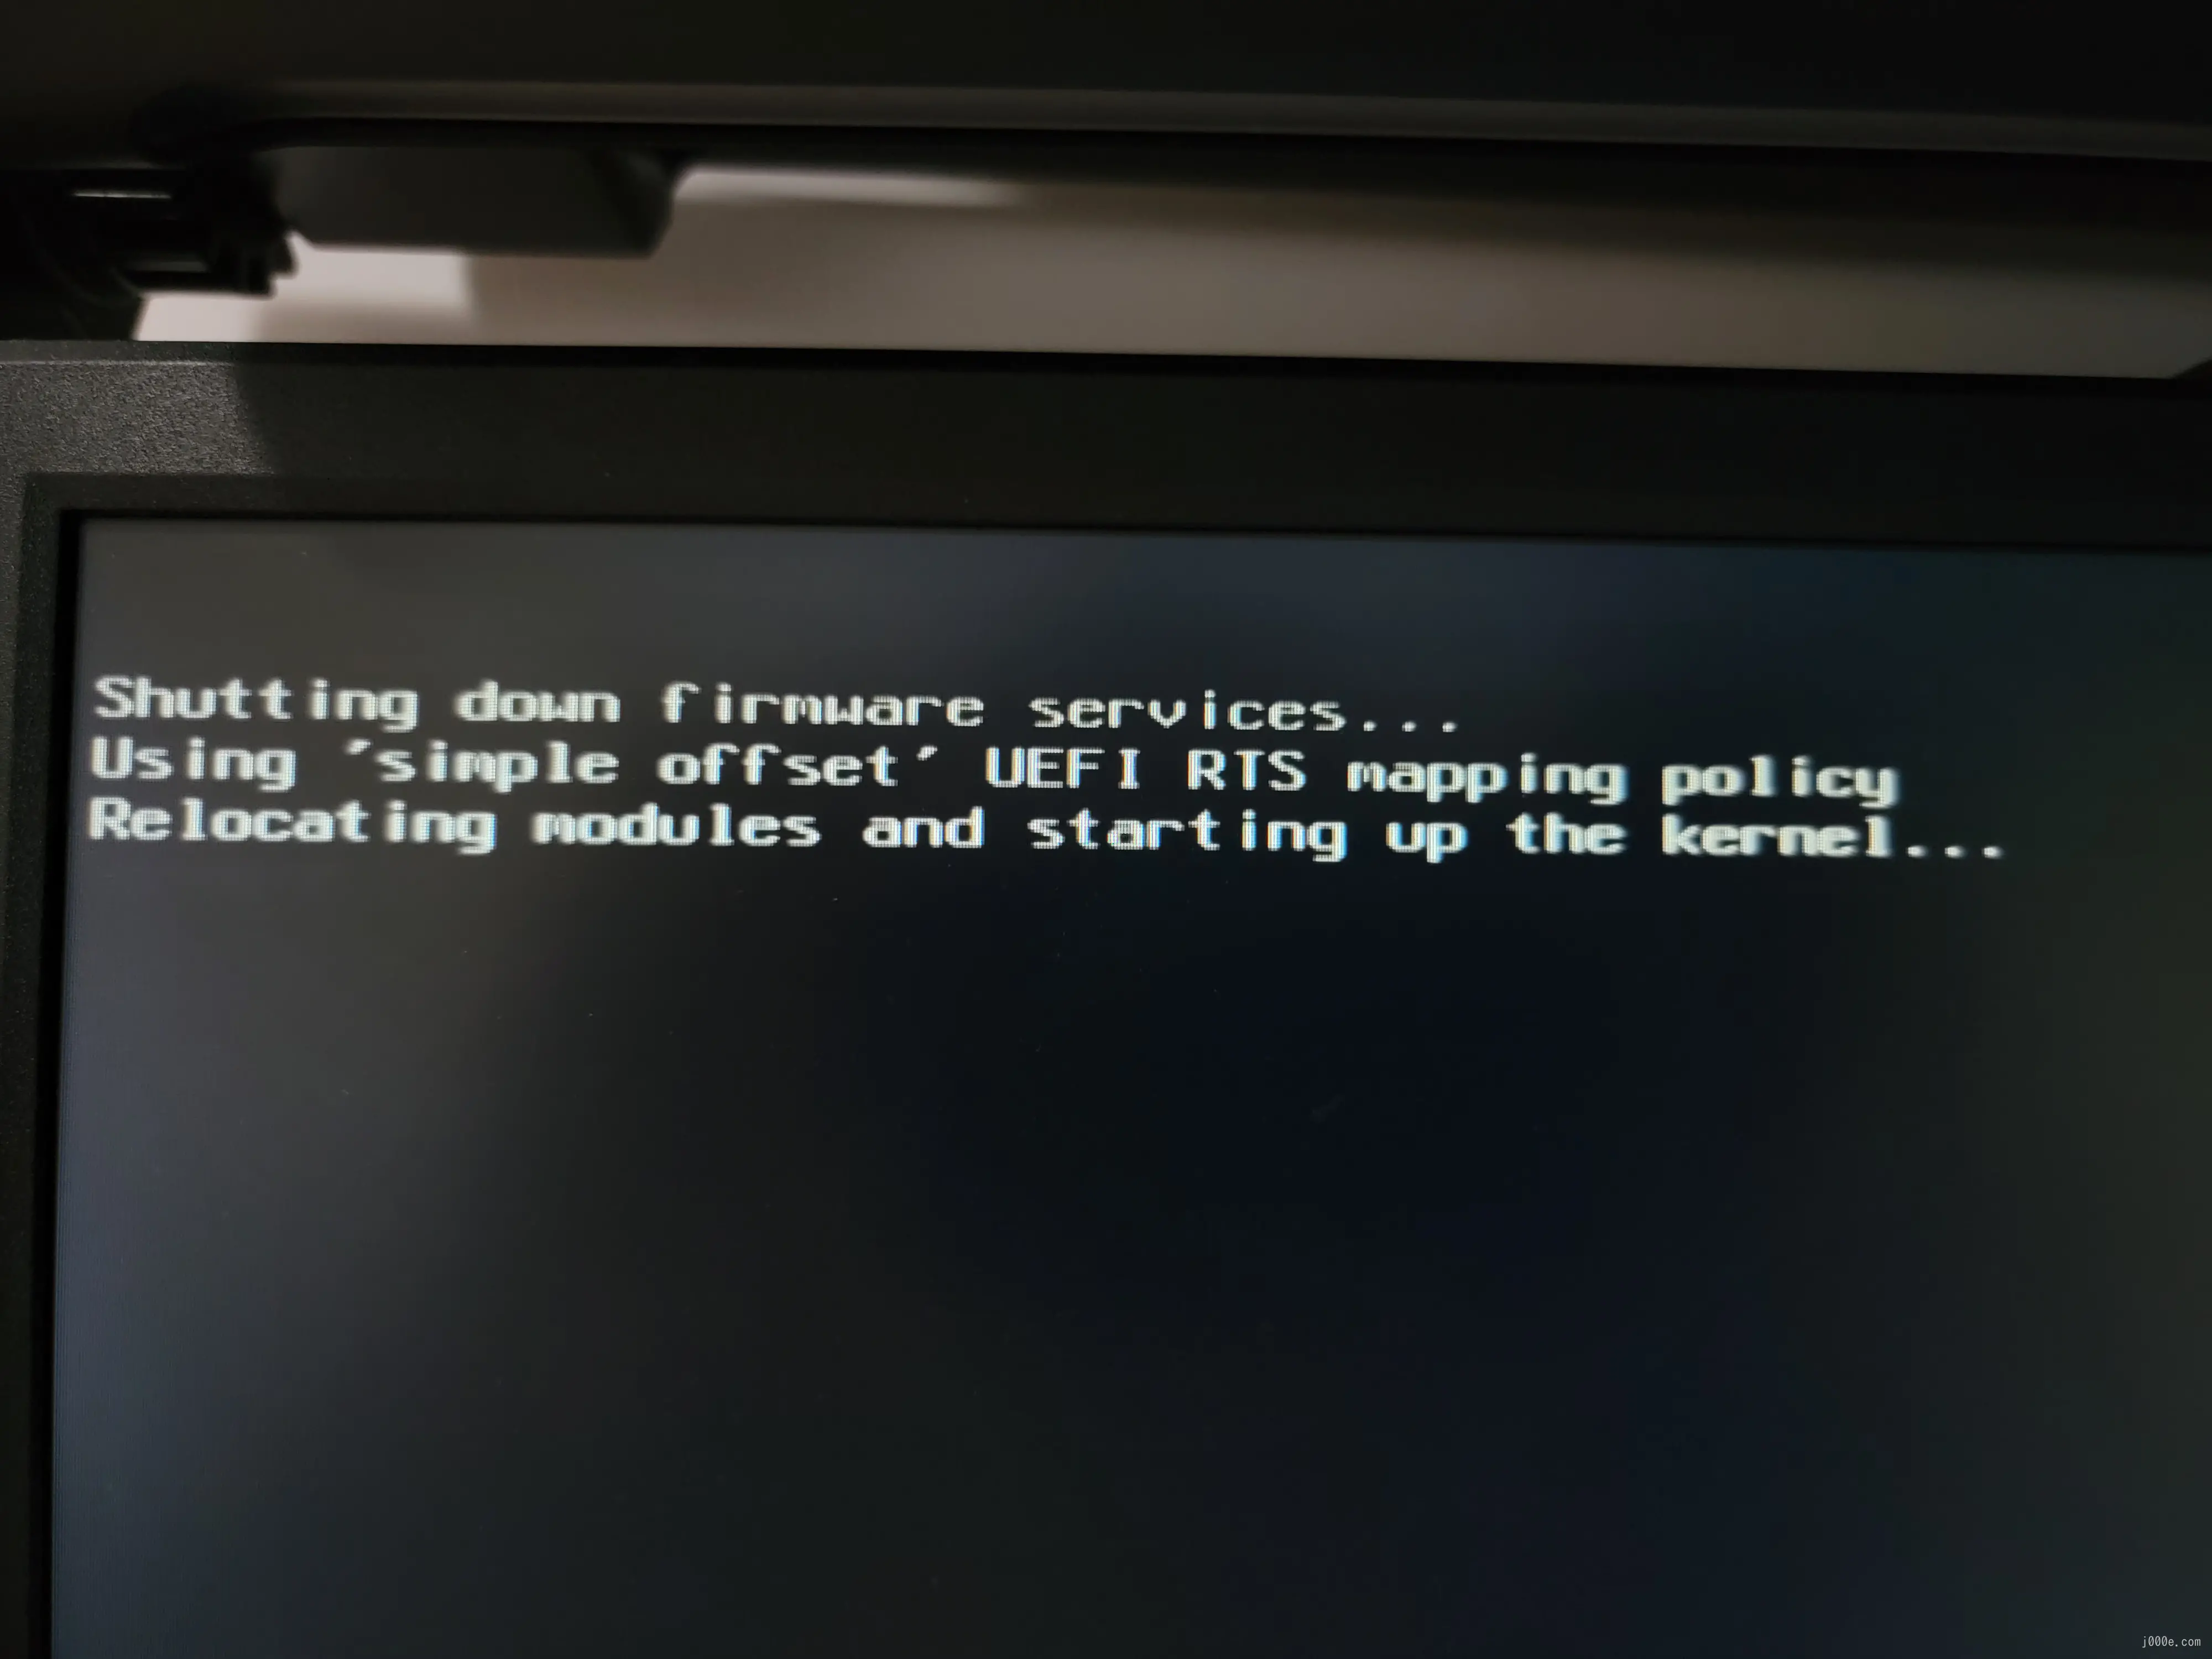 Shutting down firmware services...
Using 'simple offset' UEFI RTS mapping policy
Relocating modules and starting up the kernel...
j000e.com